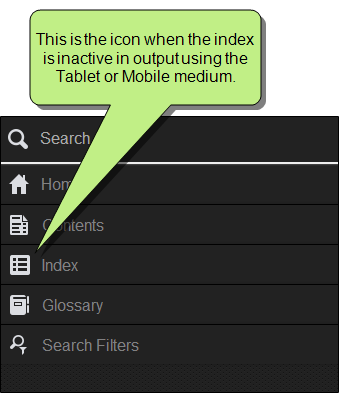 This is the icon when the index
is inactive in output using the
Tablet or Mobile medium.
Search
Home
Contents
Index
Glossary
Search Filters